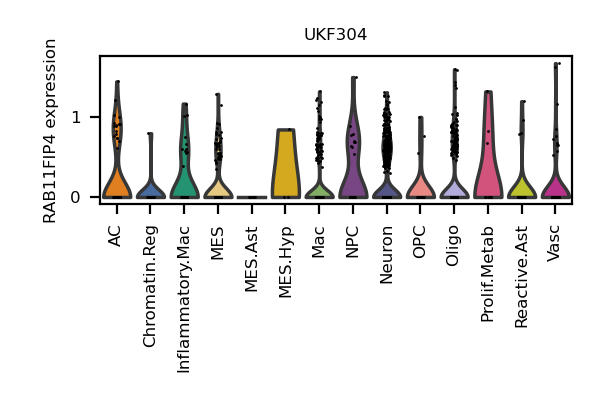 UKF304
RAB11FIP4 expression
1
0
AC
Chromatin.Reg
Inflammatory.Mac
MES
MES.Ast
MES.Hyp
Mac
NPC
Neuron
OPC
Oligo
Prolif.Metab
Reactive.Ast
Vasc